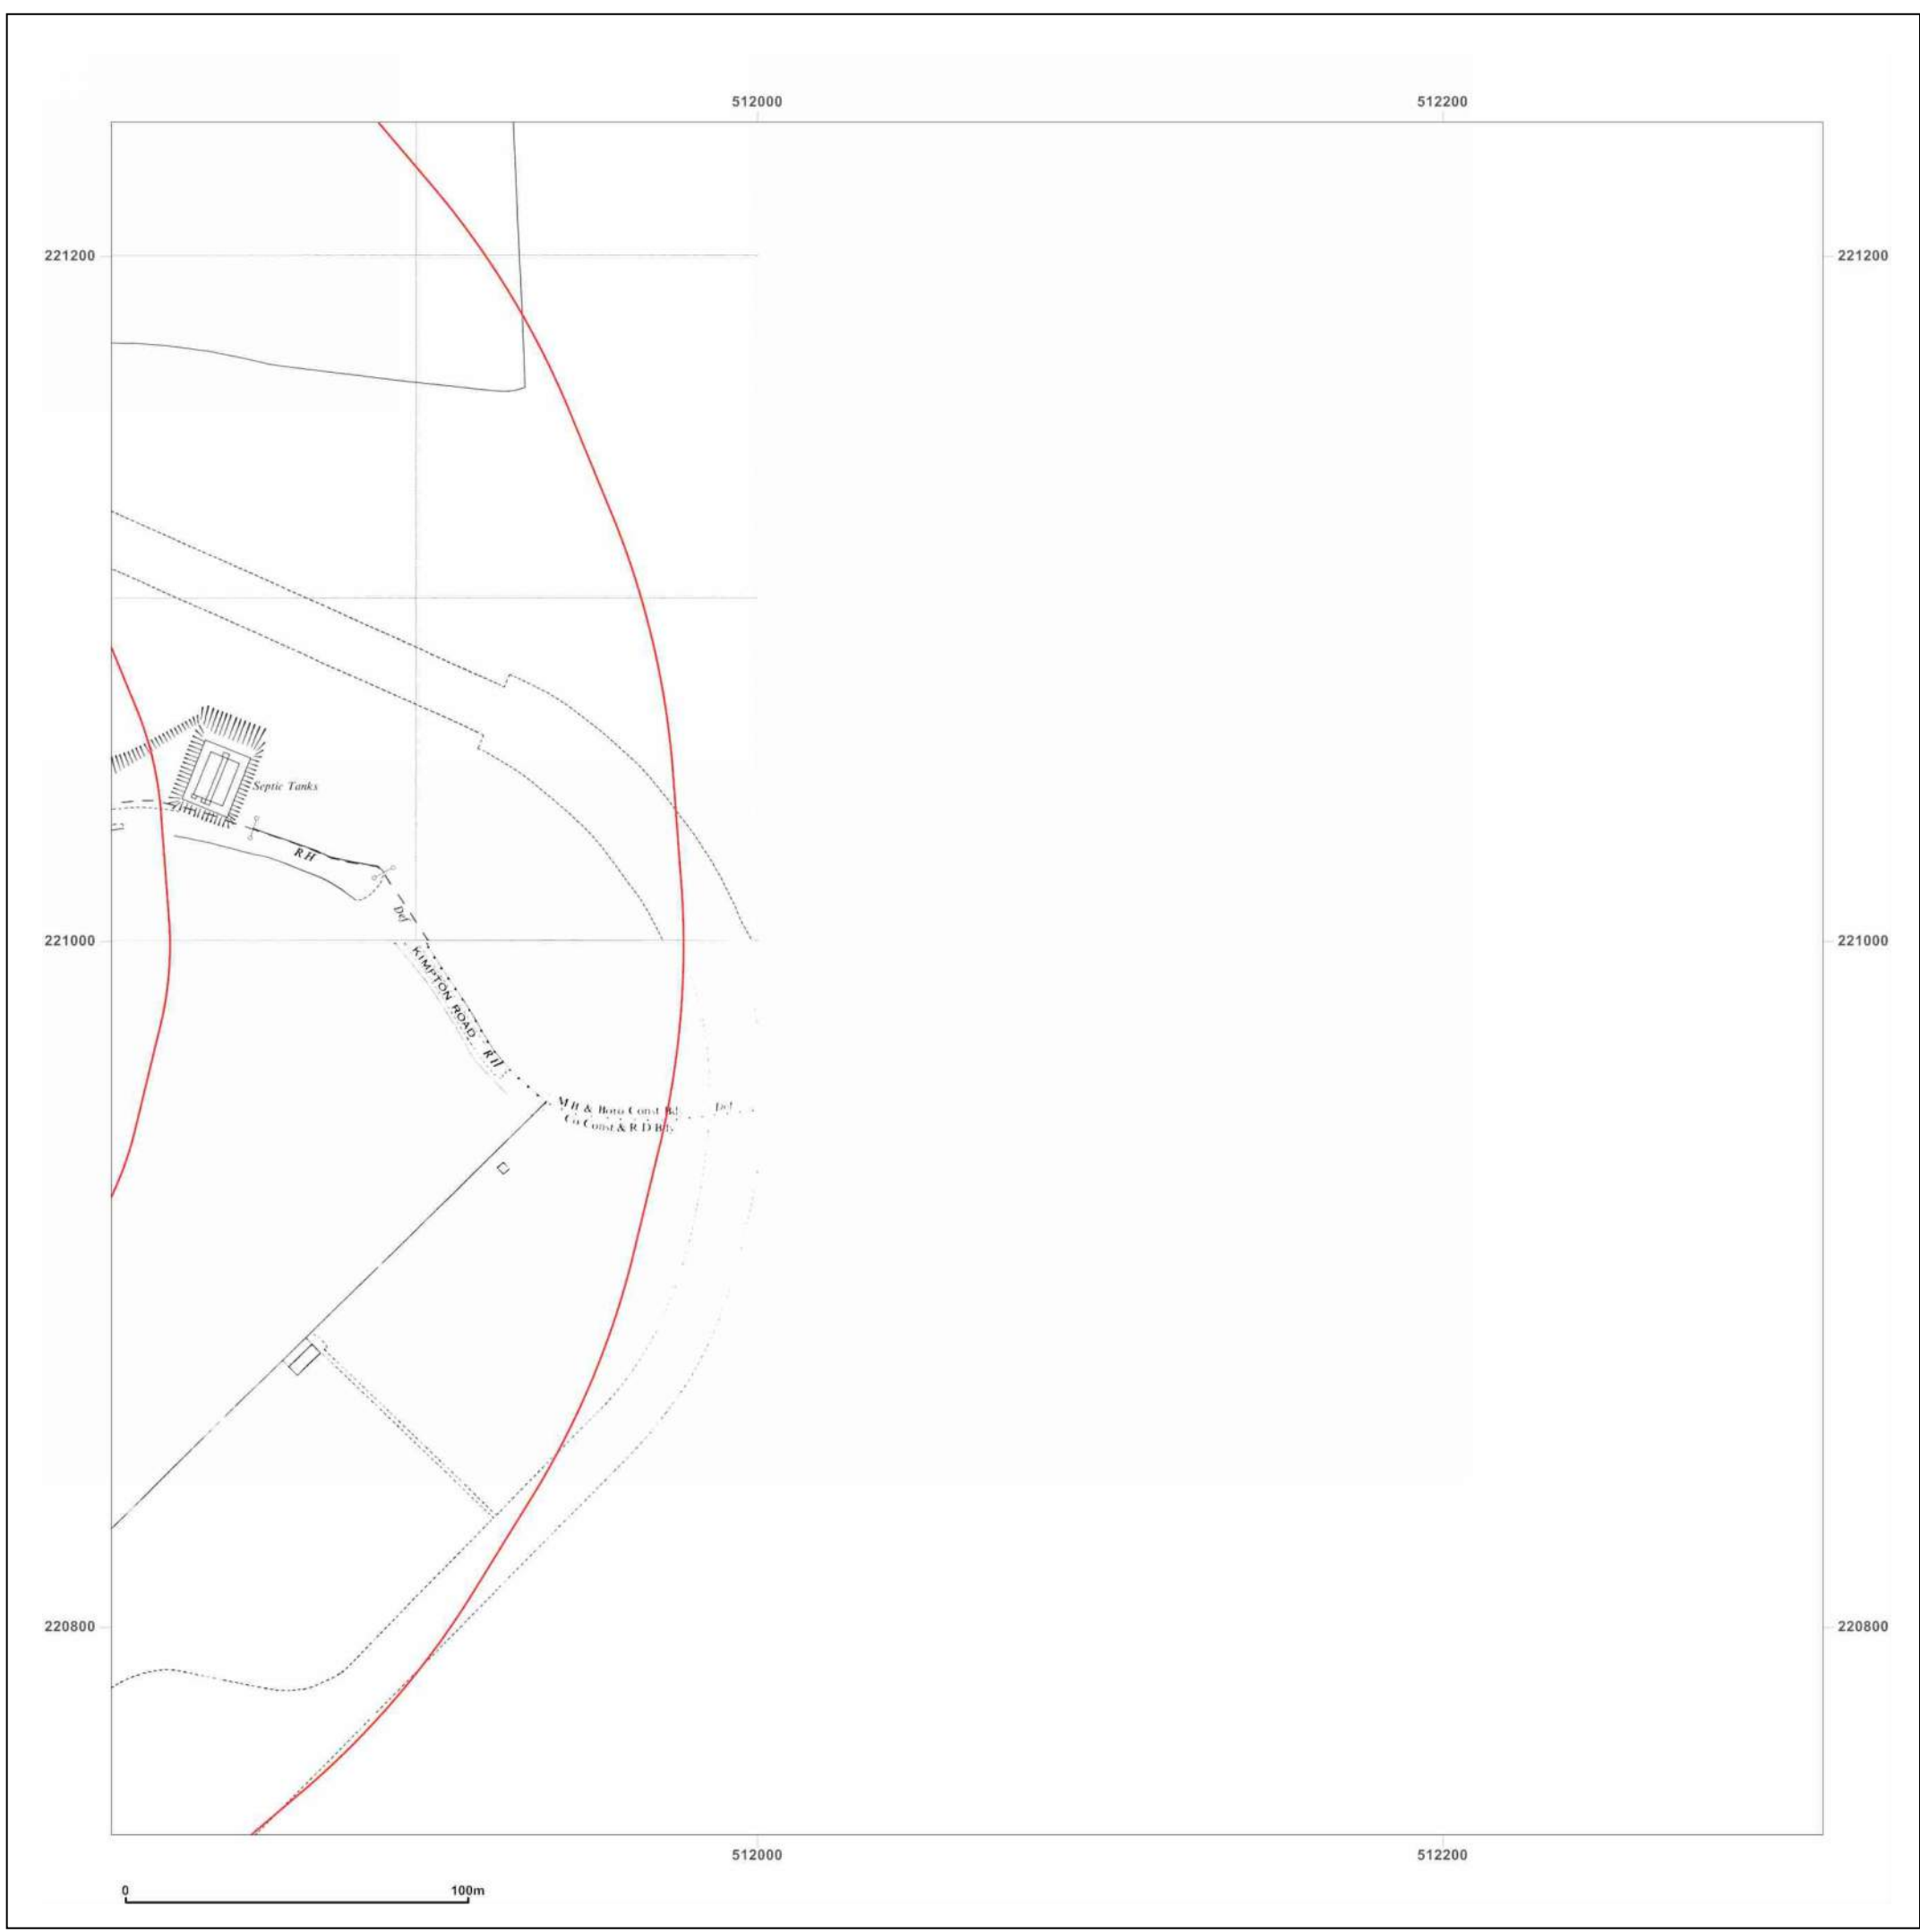 512000 512200
221200 221200
Septic Tanks
R H
Def
221000 221000
KIMPTON ROAD
R H
M B & Boro Const Bd Def
Co Const & R D Bdy
220800 220800
512000 512200
0 100m